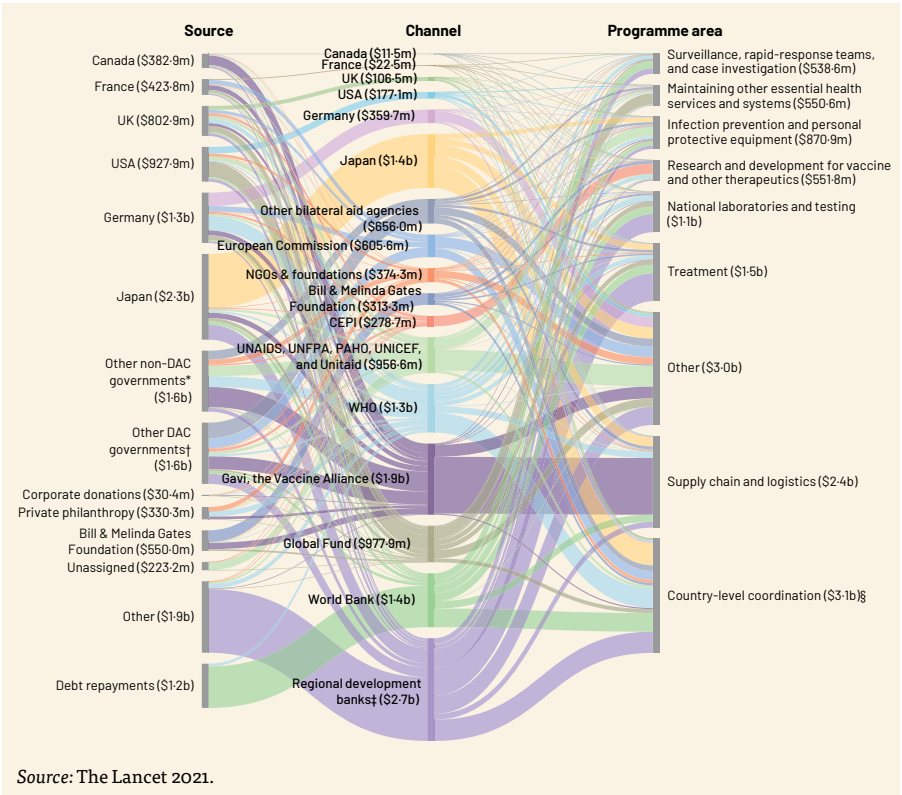 Source
Channel
Programme area
Canada ($382·9m)
France ($423·8m)
UK ($802·9m)
USA ($927·9m)
Germany ($1·3b)
Japan ($2·3b)
Other non-DAC
governments*
($1·6b)
Other DAC
governments†
($1·6b)
Corporate donations ($30·4m)
Private philanthropy ($330·3m)
Bill & Melinda Gates
Foundation ($550·0m)
Unassigned ($223·2m)
Other ($1·9b)
Debt repayments ($1·2b)
Canada ($11·5m)
France ($22·5m)
UK ($106·5m)
USA ($177·1m)
Germany ($359·7m)
Japan ($1·4b)
Other bilateral aid agencies
($656·0m)
European Commission ($605·6m)
NGOs & foundations ($374·3m)
Bill & Melinda Gates
Foundation ($313·3m)
CEPI ($278·7m)
UNAIDS, UNFPA, PAHO, UNICEF,
and Unitaid ($956·6m)
WHO ($1·3b)
Gavi, the Vaccine Alliance ($1·9b)
Global Fund ($977·9m)
World Bank ($1·4b)
Regional development
banks‡ ($2·7b)
Surveillance, rapid-response teams,
and case investigation ($538·6m)
Maintaining other essential health
services and systems ($550·6m)
Infection prevention and personal
protective equipment ($870·9m)
Research and development for vaccine
and other therapeutics ($551·8m)
National laboratories and testing
($1·1b)
Treatment ($1·5b)
Other ($3·0b)
Supply chain and logistics ($2·4b)
Country-level coordination ($3·1b)§
Source: The Lancet 2021.